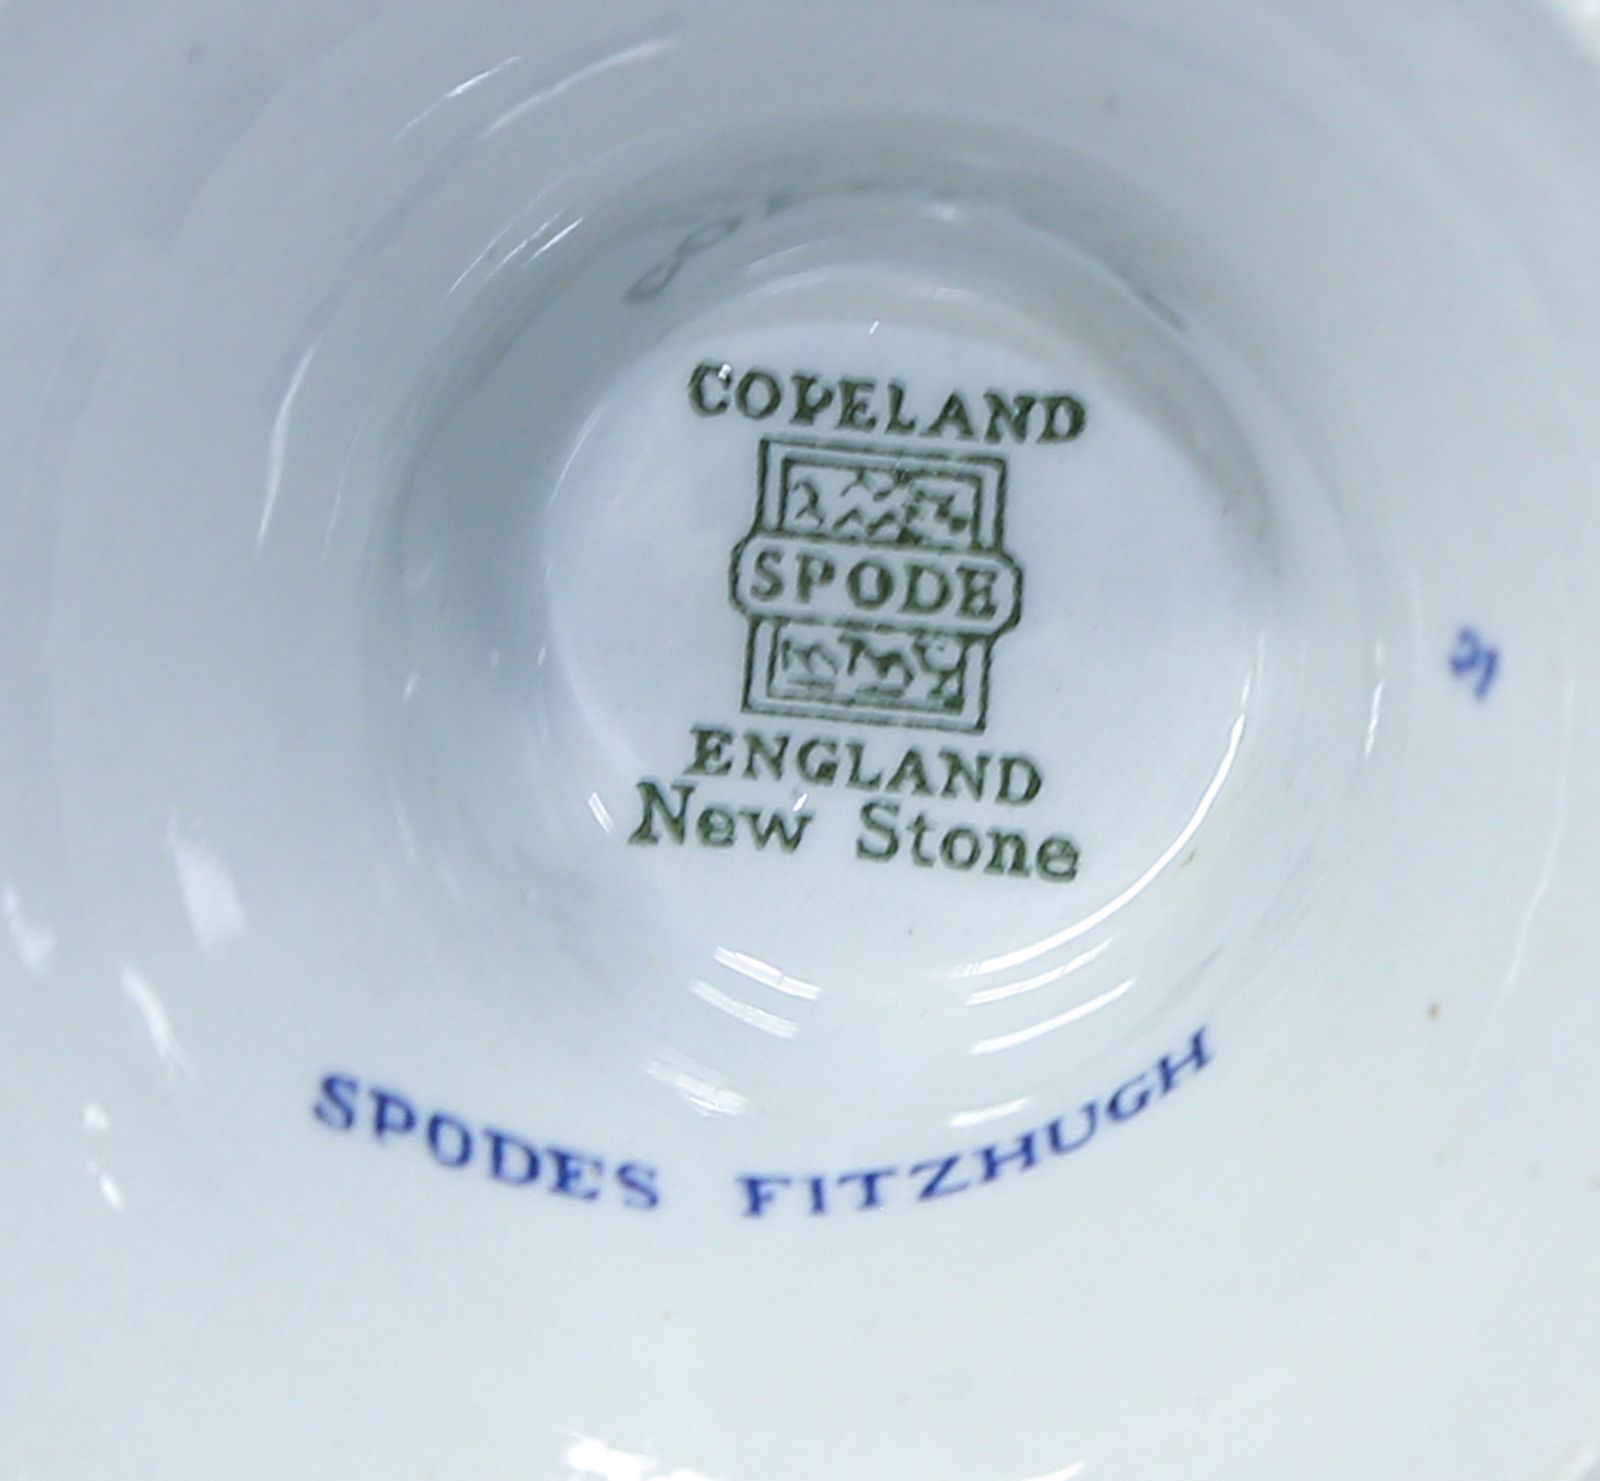 COPELAND
SPODE
ENGLAND
New Stone
SPODES FITZHUGH